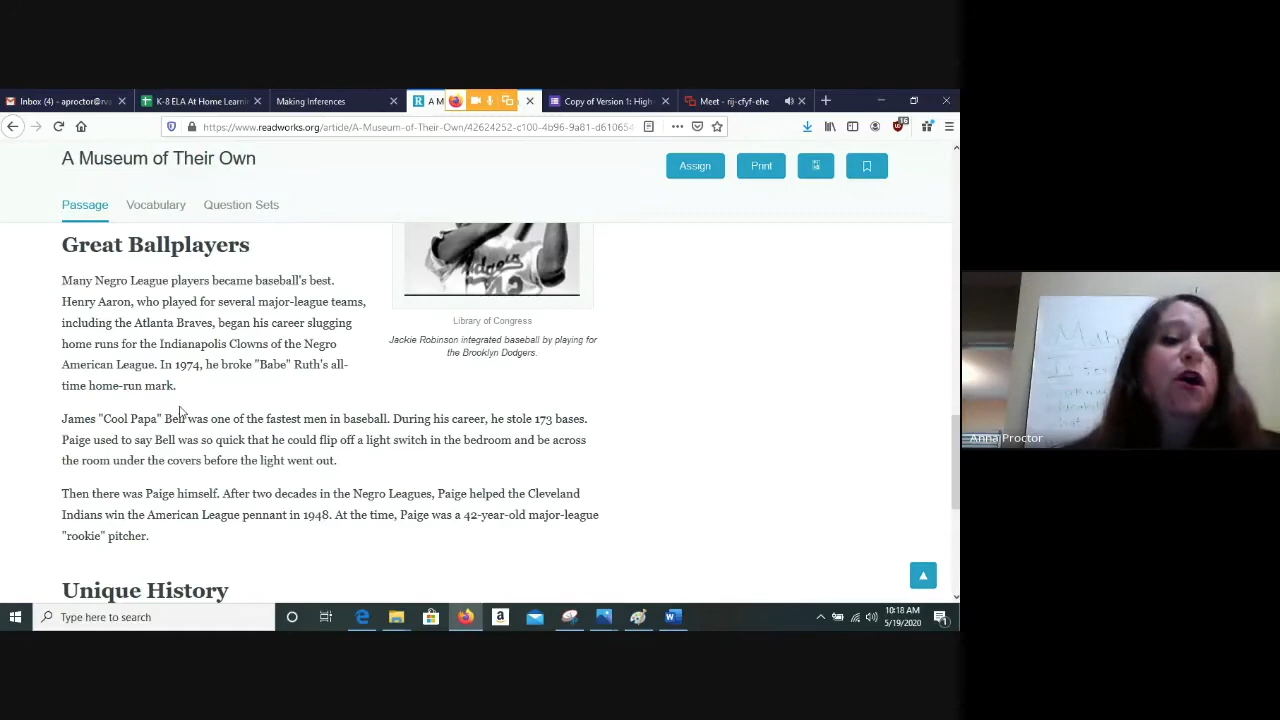 Inbox (4) - aproctor@rv
K-8 ELA At Home Learni
Making Inferences
A M
Copy of Version 1: High
Meet - rij-cfyf-ehe
https://www.readworks.org/article/A-Museum-of-Their-Own/42624252-c100-4b96-9a81-d610654
A Museum of Their Own
Assign
Print
Passage
Vocabulary
Question Sets
Dodgers
42
Library of Congress
Jackie Robinson integrated baseball by playing for
the Brooklyn Dodgers.
Great Ballplayers
Many Negro League players became baseball's best.
Henry Aaron, who played for several major-league teams,
including the Atlanta Braves, began his career slugging
home runs for the Indianapolis Clowns of the Negro
American League. In 1974, he broke "Babe" Ruth's all-
time home-run mark.
James "Cool Papa" Bell was one of the fastest men in baseball. During his career, he stole 173 bases.
Paige used to say Bell was so quick that he could flip off a light switch in the bedroom and be across
the room under the covers before the light went out.
Then there was Paige himself. After two decades in the Negro Leagues, Paige helped the Cleveland
Indians win the American League pennant in 1948. At the time, Paige was a 42-year-old major-league
"rookie" pitcher.
Unique History
Type here to search
10:18 AM
5/19/2020
Anna Proctor